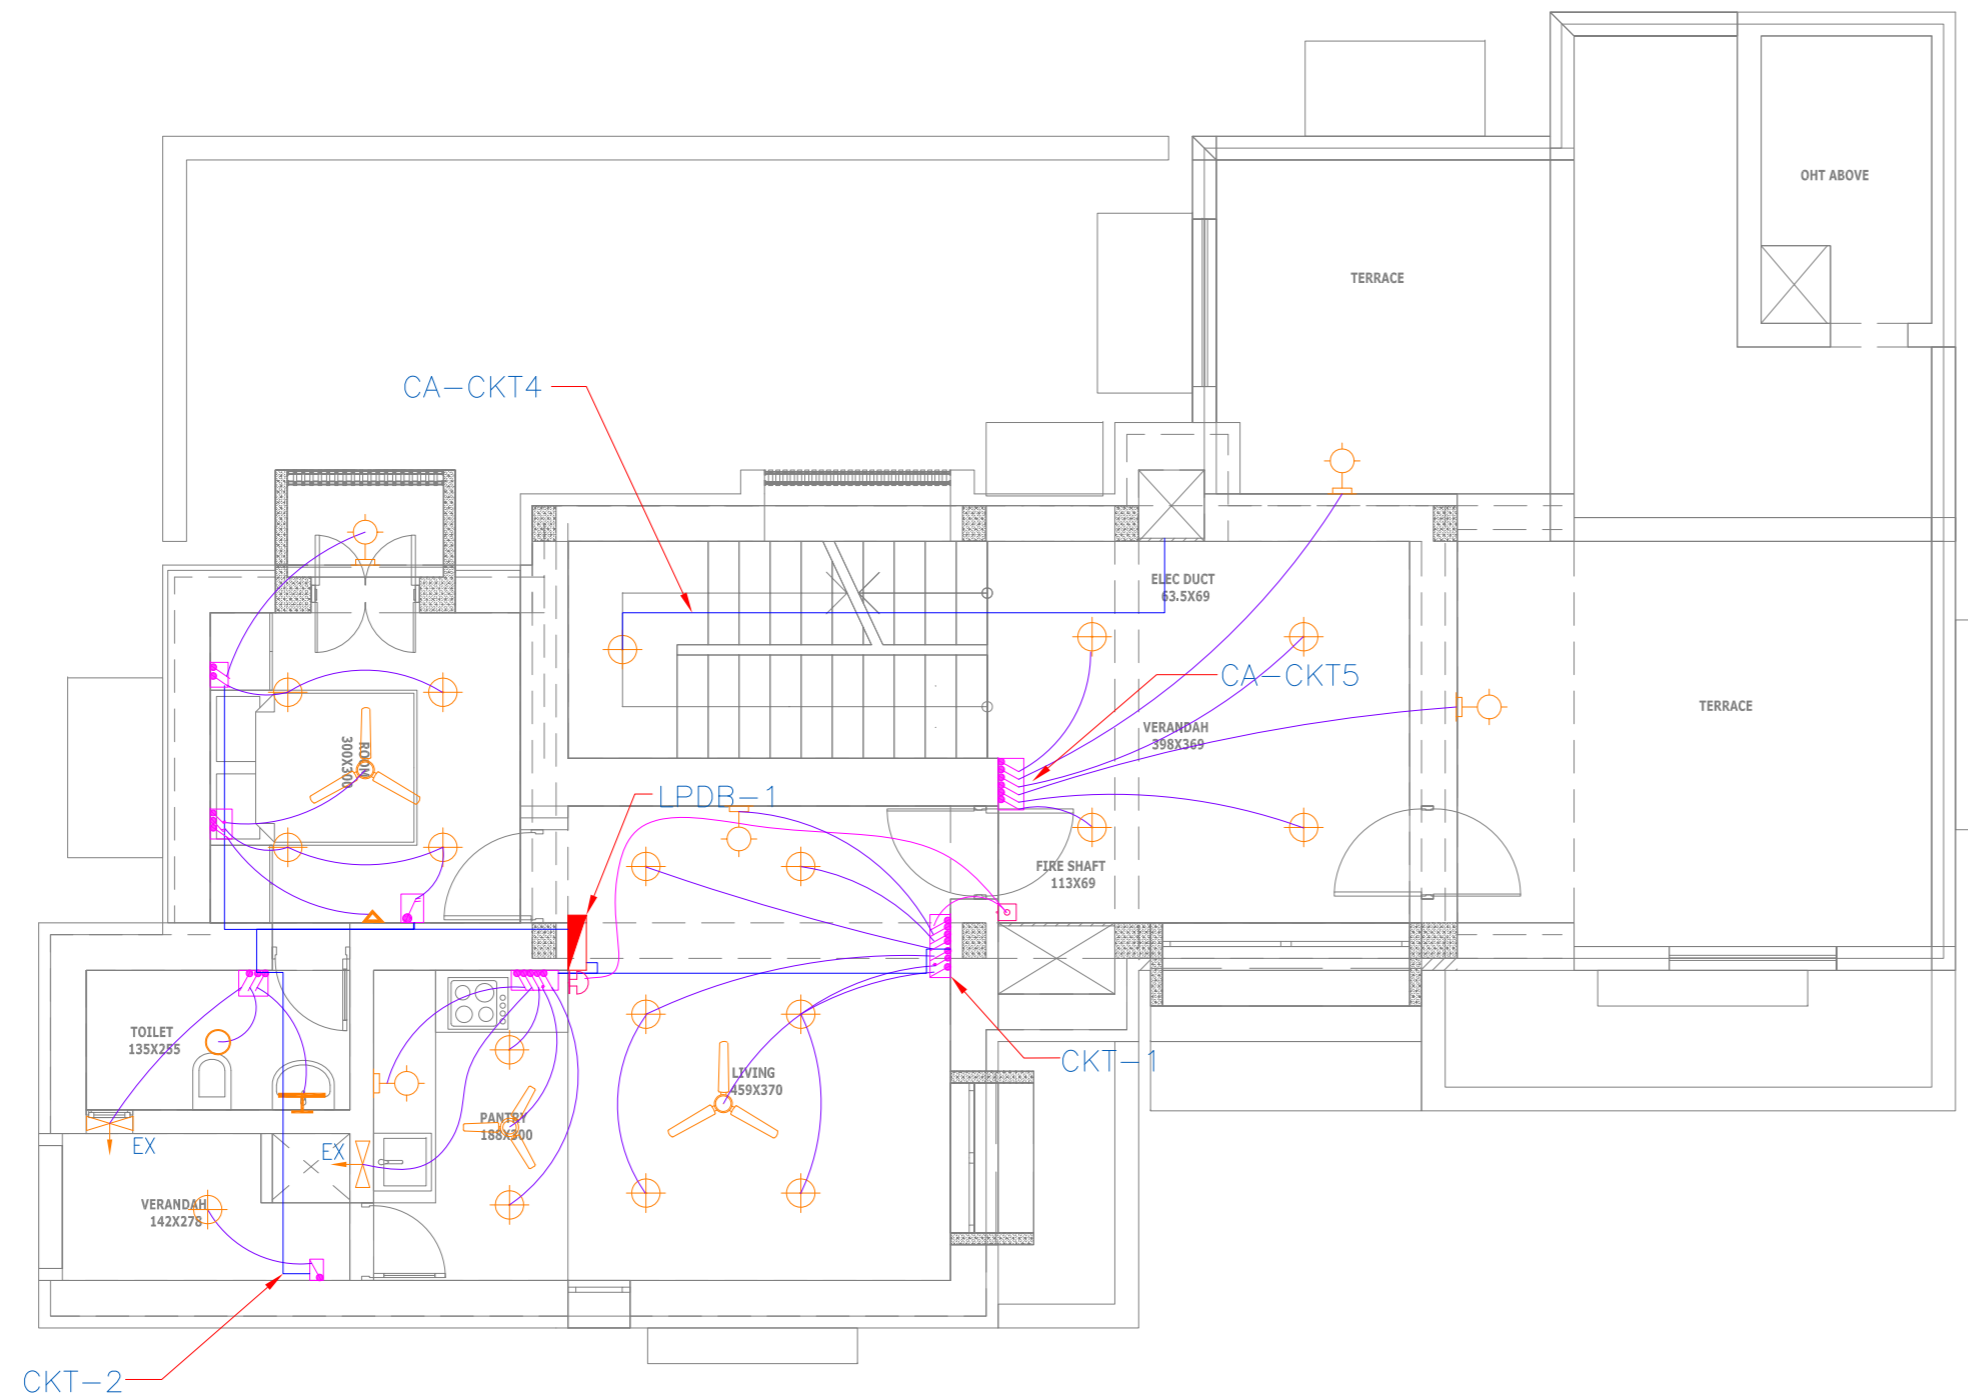 OHT ABOVE
TERRACE
CA-CKT4
ELEC DUCT
63.5X69
CA-CKT5
TERRACE
VERANDAH
398X369
ROOM
300X300
LPDB-1
FIRE SHAFT
113X69
TOILET
135X255
CKT-1
LIVING
459X370
PANTRY
188X300
EX
EX
VERANDAH
142X278
CKT-2